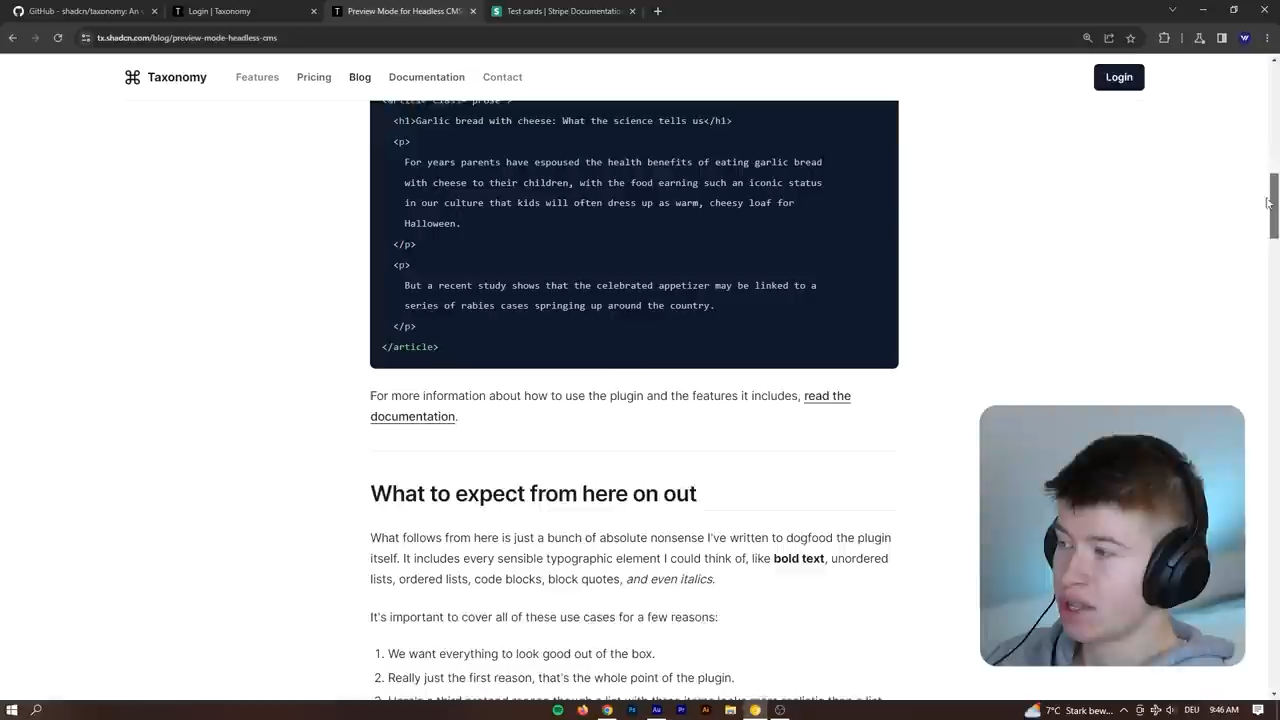 GitHub - shadcn/taxonomy: An
Login | Taxonomy
Preview Mode for Headless CMS
Test cards | Stripe Documentatio
tx.shadcn.com/blog/preview-mode-headless-cms
Taxonomy
Features
Pricing
Blog
Documentation
Contact
Login
<article class="prose">
<h1>Garlic bread with cheese: What the science tells us</h1>
<p>
For years parents have espoused the health benefits of eating garlic bread
with cheese to their children, with the food earning such an iconic status
in our culture that kids will often dress up as warm, cheesy loaf for
Halloween.
</p>
<p>
But a recent study shows that the celebrated appetizer may be linked to a
series of rabies cases springing up around the country.
</p>
</article>
For more information about how to use the plugin and the features it includes, read the
documentation.
What to expect from here on out
What follows from here is just a bunch of absolute nonsense I've written to dogfood the plugin
itself. It includes every sensible typographic element I could think of, like bold text, unordered
lists, ordered lists, code blocks, block quotes, and even italics.
It's important to cover all of these use cases for a few reasons:
1. We want everything to look good out of the box.
2. Really just the first reason, that's the whole point of the plugin.
7°C Stark bew.
DEU
9:46 AM